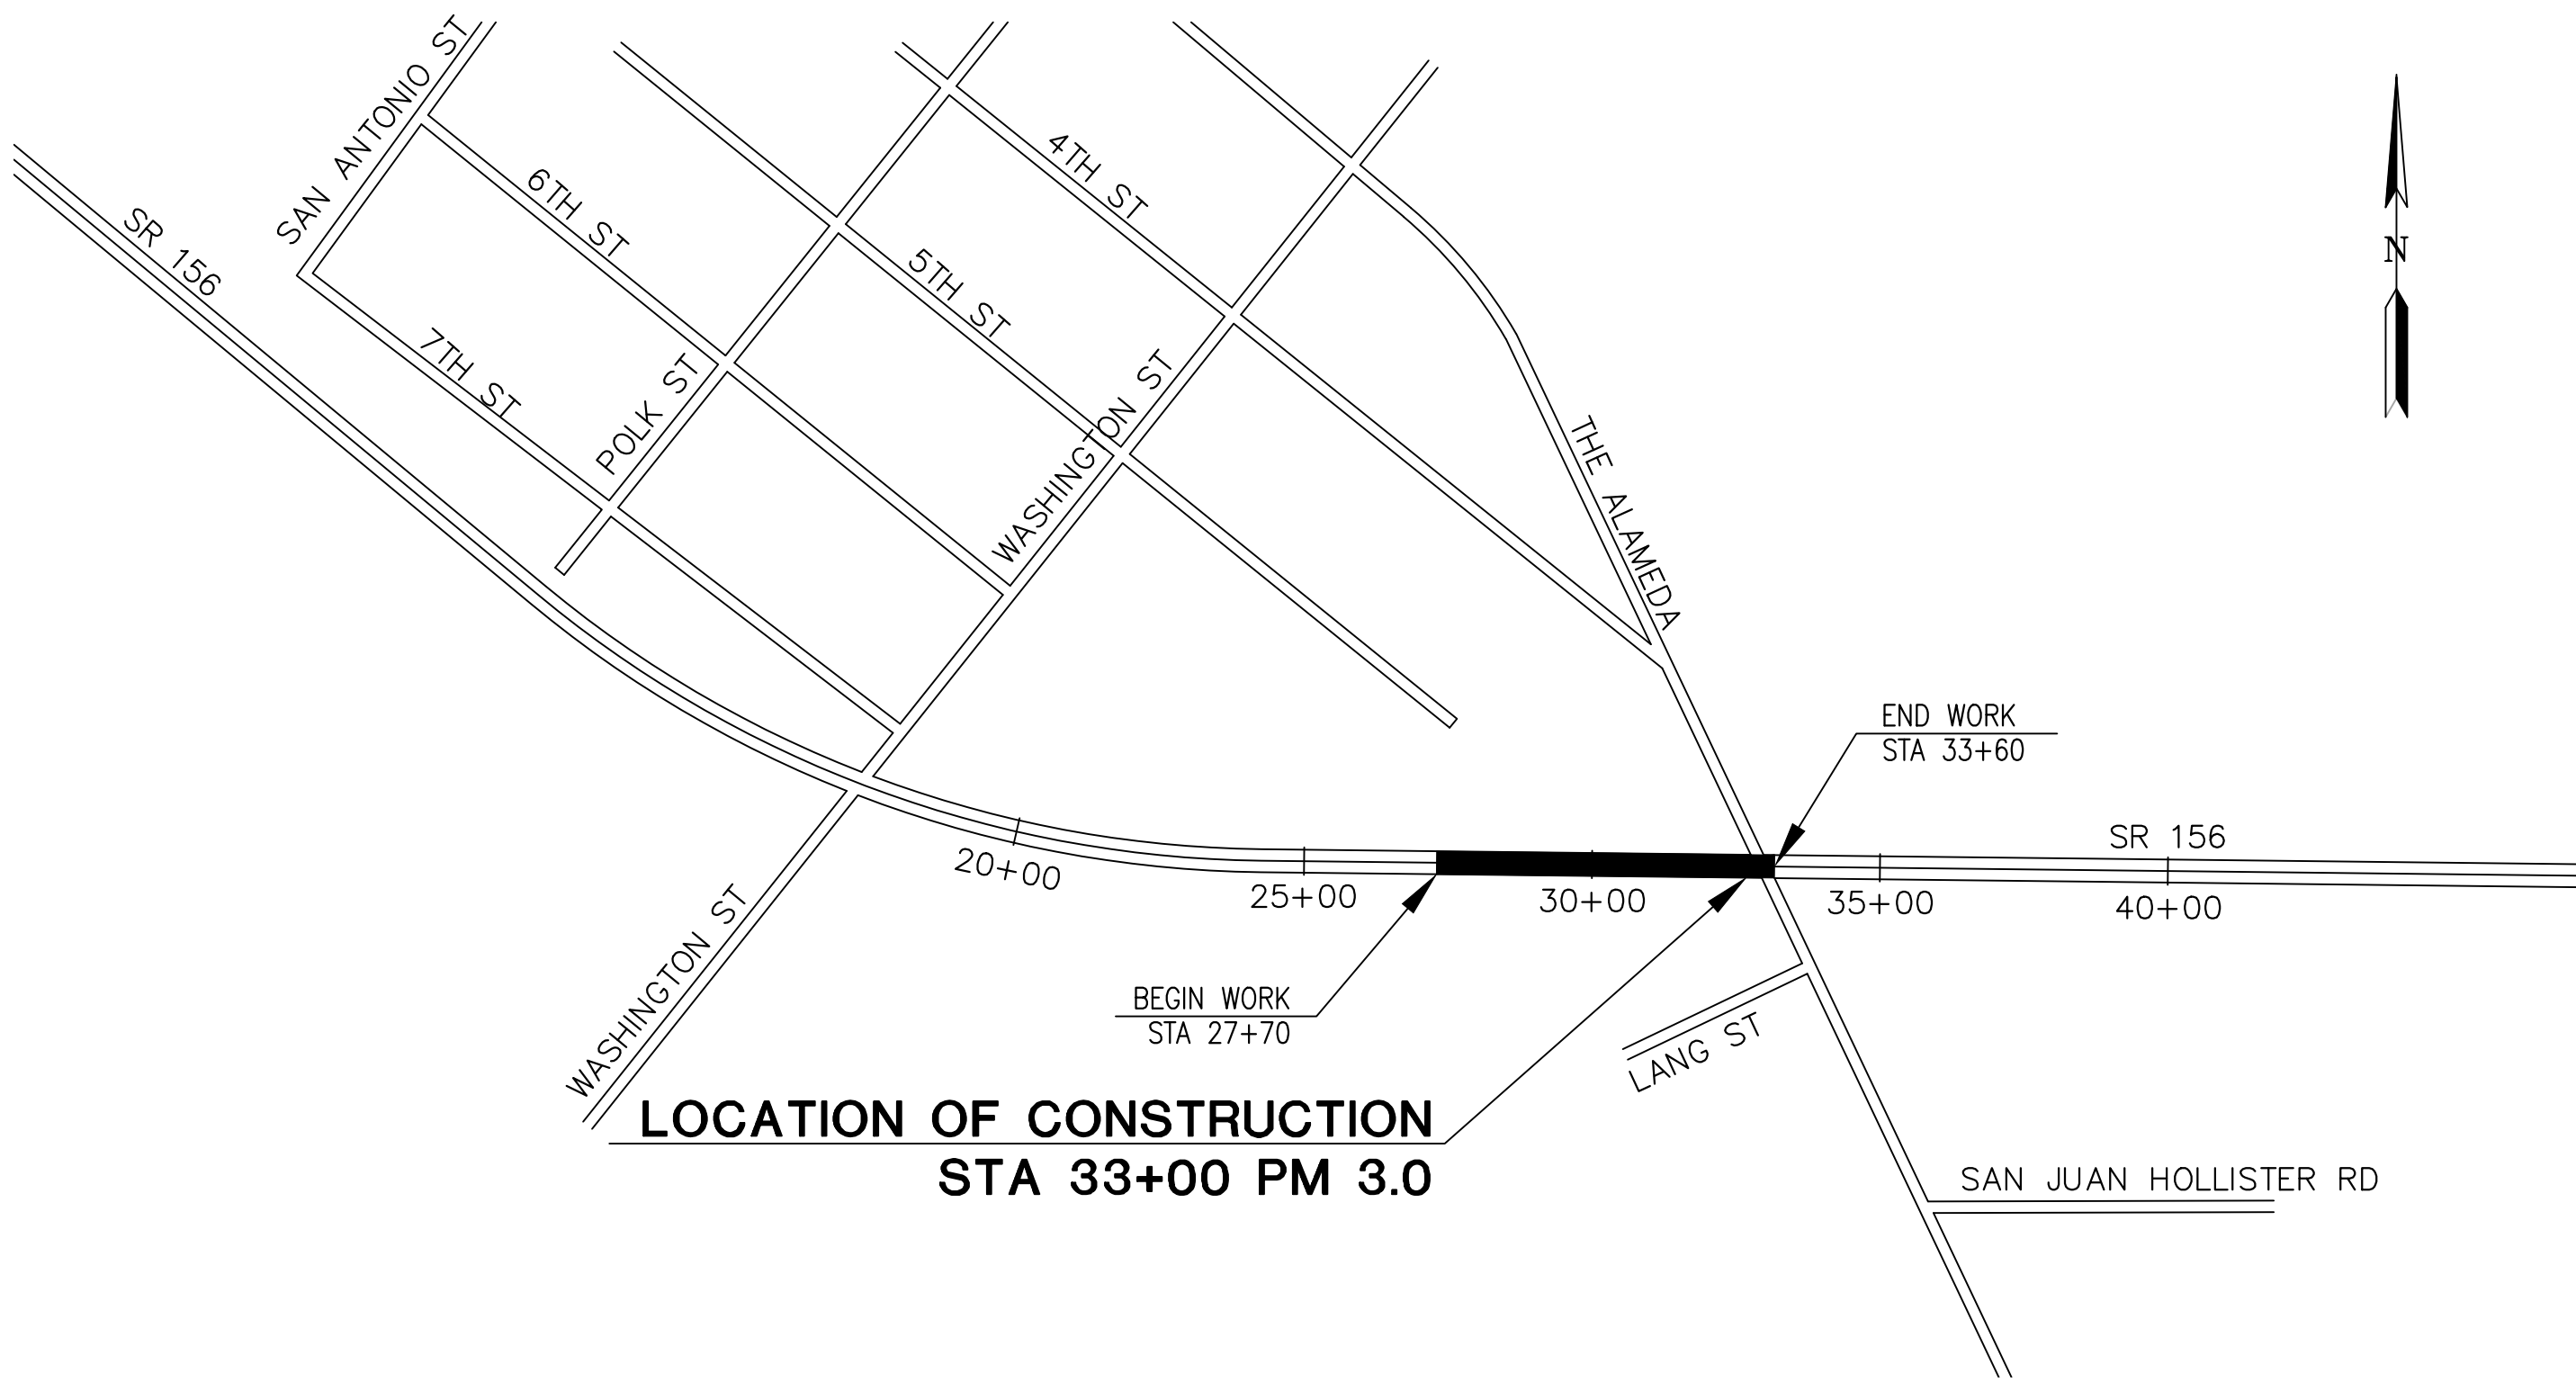 SAN ANTONIO ST
4TH ST
6TH ST
SR 156
N
5TH ST
7TH ST
POLK ST
WASHINGTON ST
THE ALAMEDA
END WORK
STA 33+60
SR 156
20+00
25+00
30+00
35+00
40+00
WASHINGTON ST
BEGIN WORK
STA 27+70
LANG ST
LOCATION OF CONSTRUCTION
STA 33+00 PM 3.0
SAN JUAN HOLLISTER RD